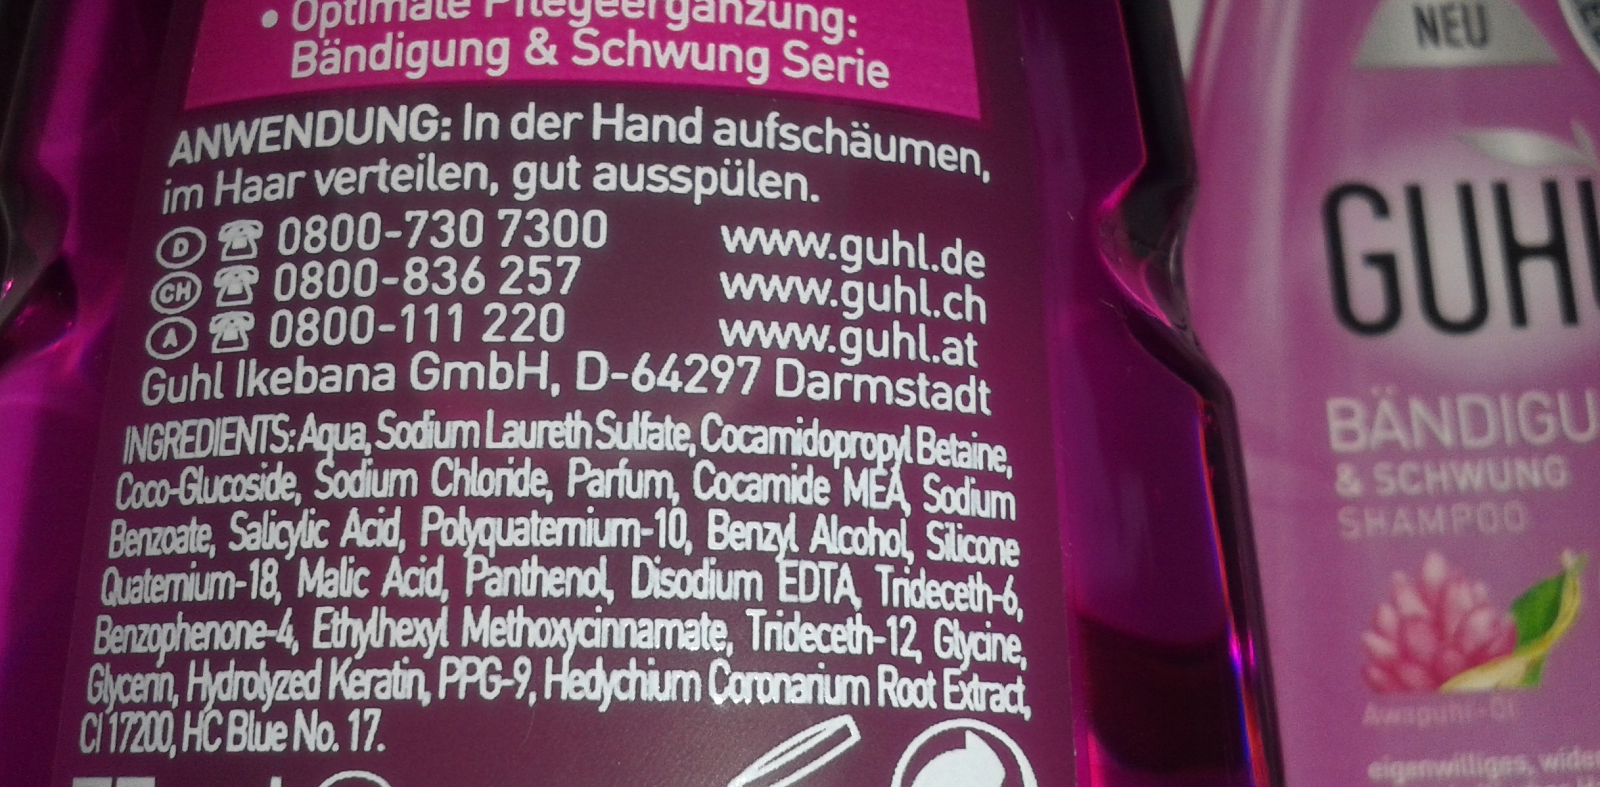 • Optimale Pflegeergänzung:
Bändigung & Schwung Serie
ANWENDUNG: In der Hand aufschäumen,
im Haar verteilen, gut ausspülen.
D 0800-730 7300 www.guhl.de
CH 0800-836 257 www.guhl.ch
A 0800-111 220 www.guhl.at
Guhl Ikebana GmbH, D-64297 Darmstadt
INGREDIENTS: Aqua, Sodium Laureth Sulfate, Cocamidopropyl Betaine,
Coco-Glucoside, Sodium Chloride, Parfum, Cocamide MEA, Sodium
Benzoate, Salicylic Acid, Polyquaternium-10, Benzyl Alcohol, Silicone
Quaternium-18, Malic Acid, Panthenol, Disodium EDTA, Trideceth-6,
Benzophenone-4, Ethylhexyl Methoxycinnamate, Trideceth-12, Glycine,
Glycerin, Hydrolyzed Keratin, PPG-9, Hedychium Coronarium Root Extract,
CI 17200, HC Blue No. 17.
NEU
GUHL
BÄNDIGU
& SCHWUNG
SHAMPOO
Awapuhi-Öl
eigenwilliges, wider